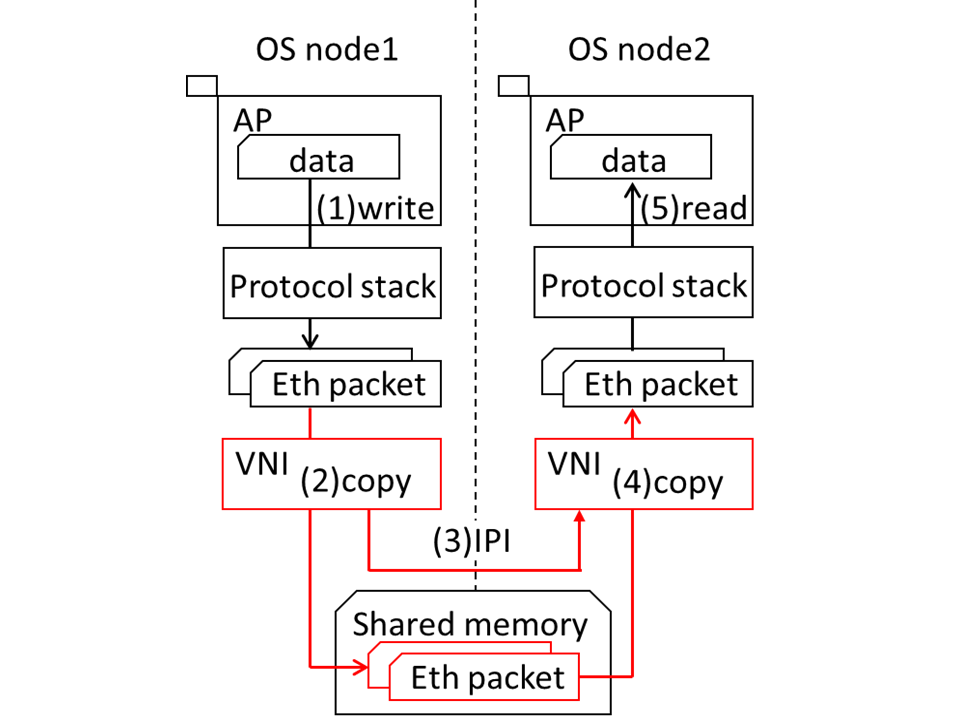 OS node1
OS node2
AP
data
(1)write
AP
data
(5)read
Protocol stack
Protocol stack
Eth packet
Eth packet
VNI
(2)copy
VNI
(4)copy
(3)IPI
Shared memory
Eth packet